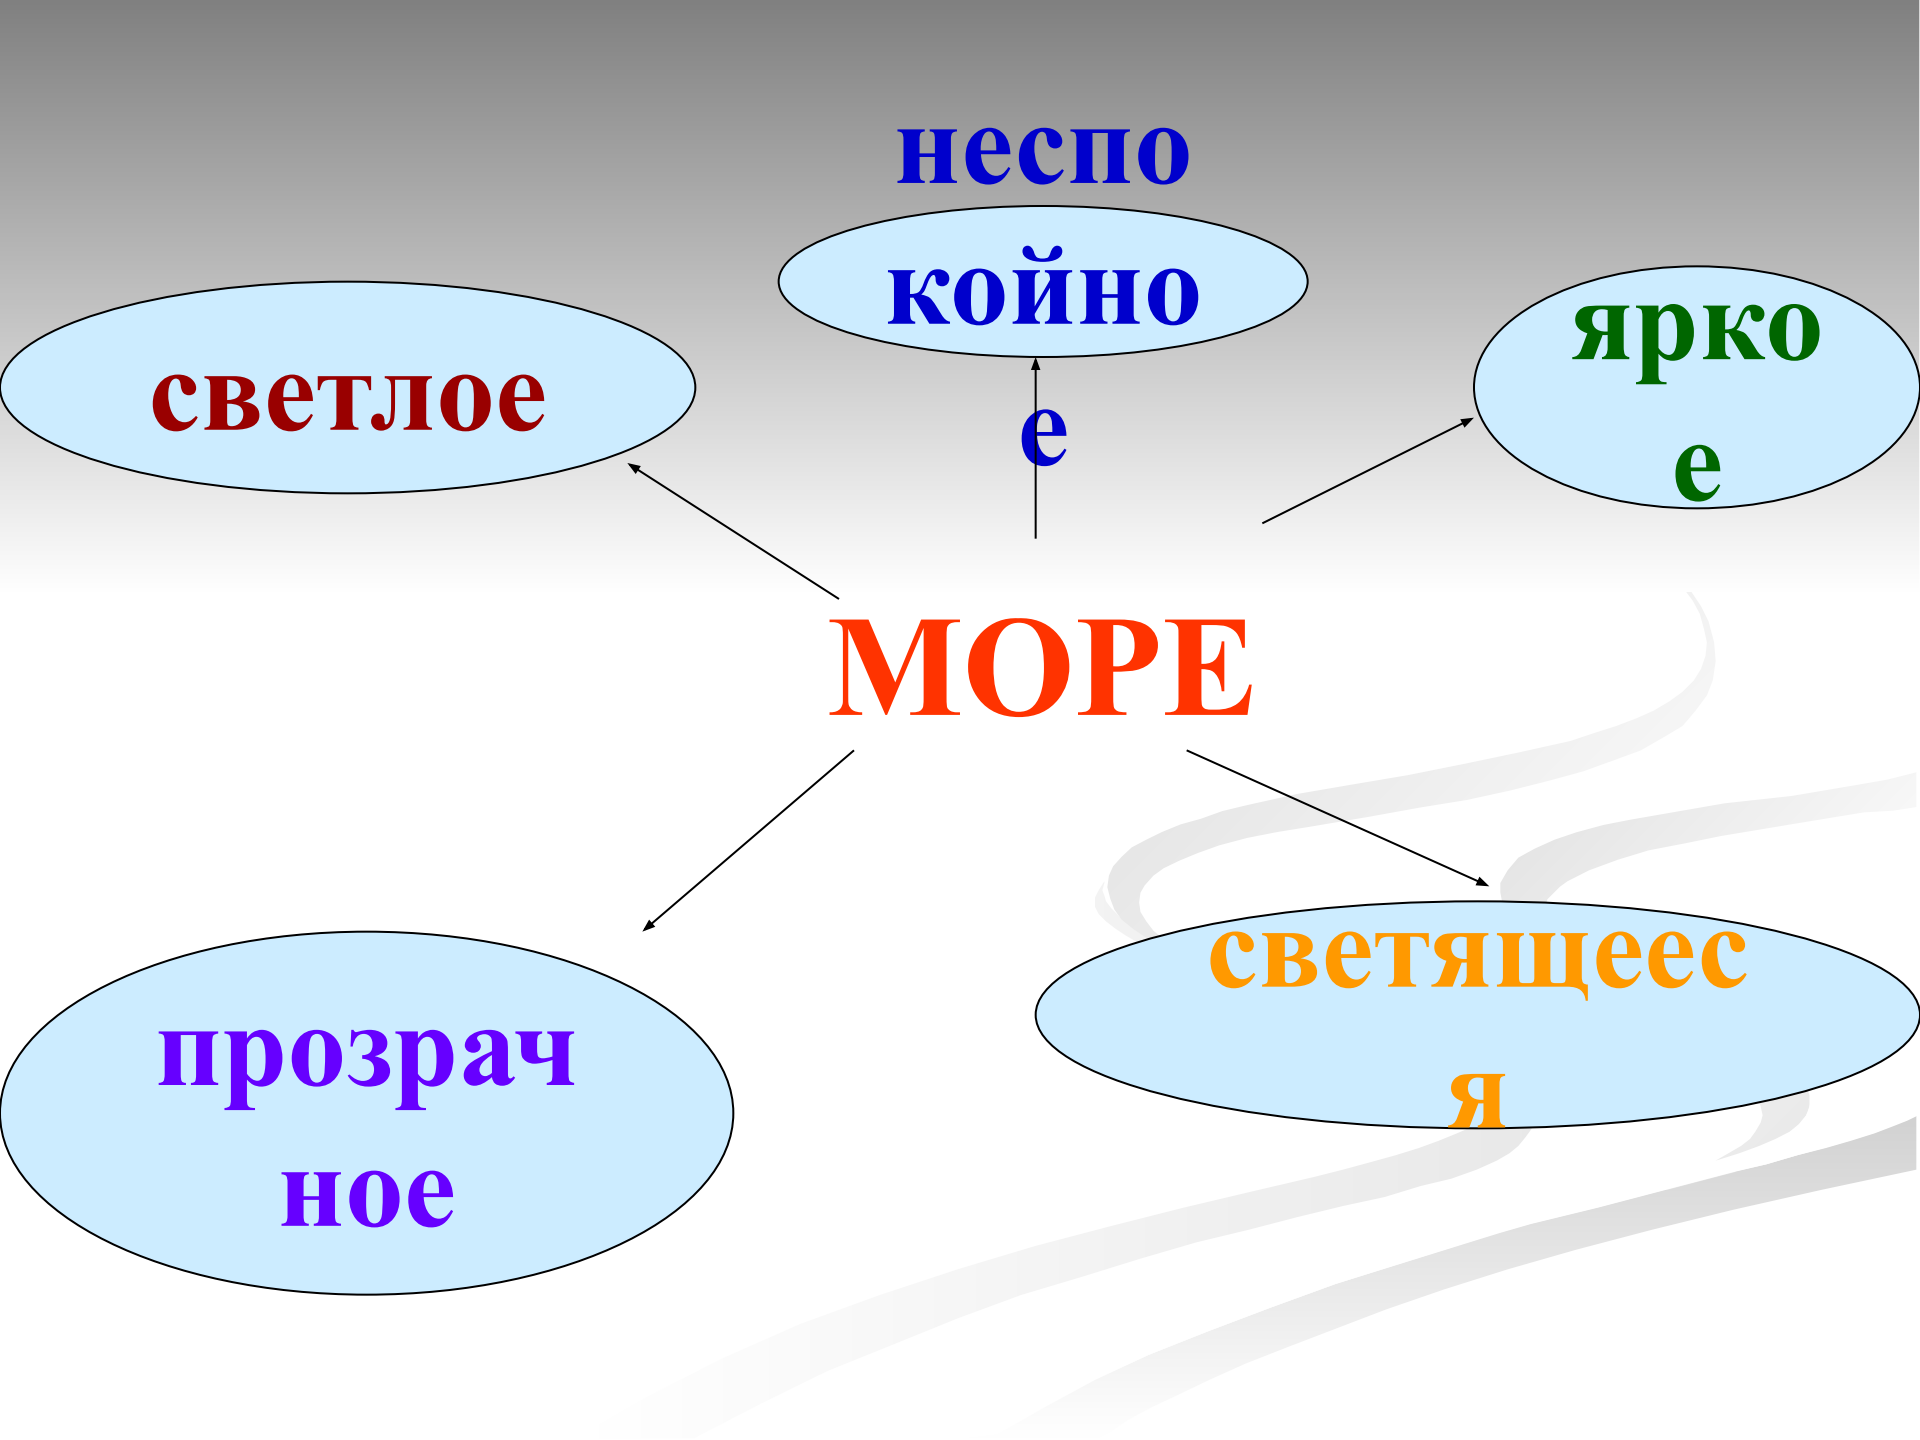 неспо
койно
е
светлое
ярко
е
МОРЕ
прозрач
ное
светящеес
я